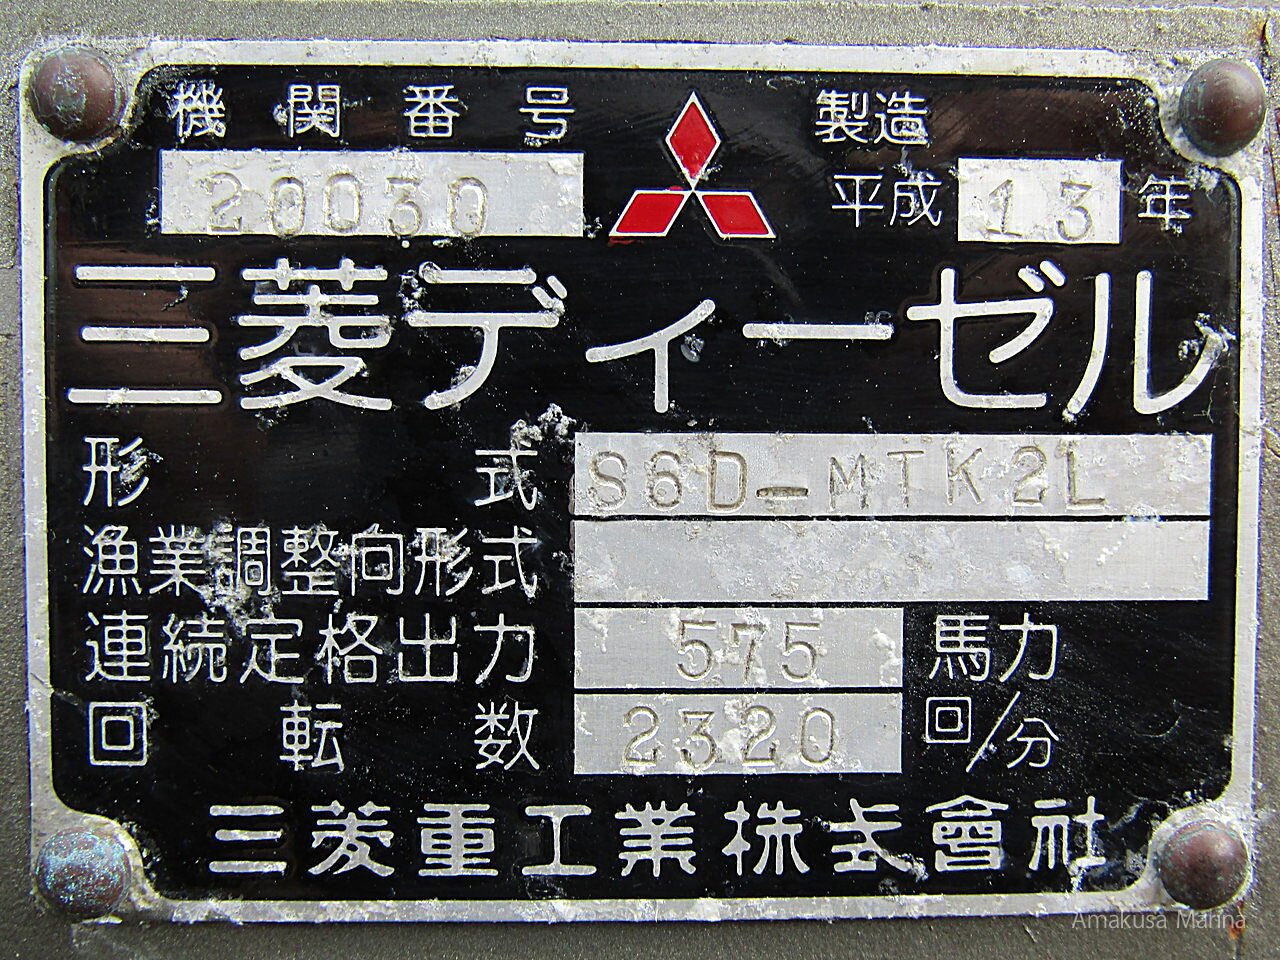 機関番号
20030
製造
平成 13 年
三菱ディーゼル
形式 S6D-MTK2L
漁業調整向形式
連続定格出力 575 馬力
回転数 2320 回/分
三菱重工業株式會社
Amakusa Marina